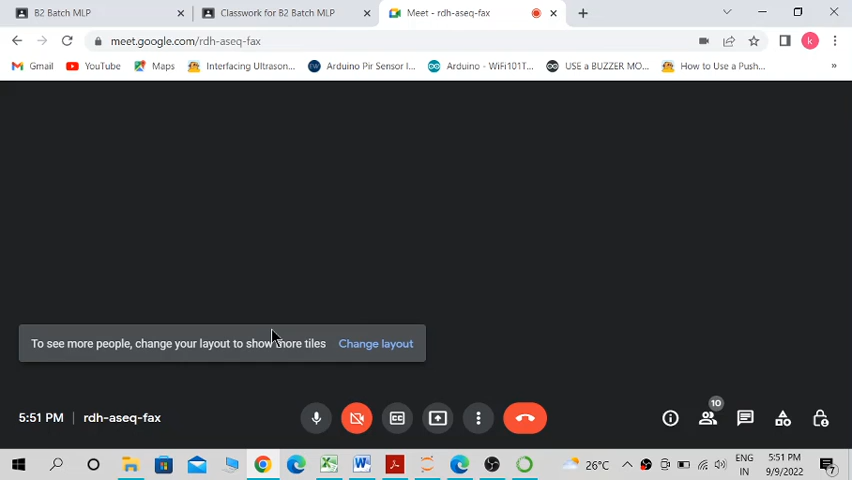 B2 Batch MLP
Classwork for B2 Batch MLP
Meet - rdh-aseq-fax
meet.google.com/rdh-aseq-fax
k
Gmail
YouTube
Maps
Interfacing Ultrason...
Arduino Pir Sensor I...
Arduino - WiFi101T...
USE a BUZZER MO...
How to Use a Push...
To see more people, change your layout to show more tiles
Change layout
10
5:51 PM
rdh-aseq-fax
26°C
ENG
IN
5:51 PM
9/9/2022
7